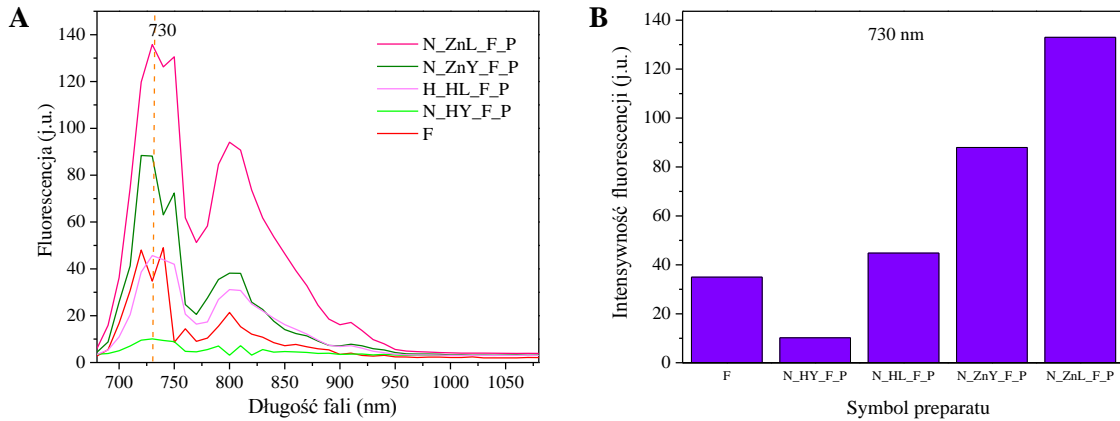 A
730
N_ZnL_F_P
N_ZnY_F_P
H_HL_F_P
N_HY_F_P
F
Fluorescencja (j.u.)
140
120
100
80
60
40
20
0
700 750 800 850 900 950 1000 1050
Długość fali (nm)
B
730 nm
Intensywność fluorescencji (j.u.)
140
120
100
80
60
40
20
0
F N_HY_F_P N_HL_F_P N_ZnY_F_P N_ZnL_F_P
Symbol preparatu